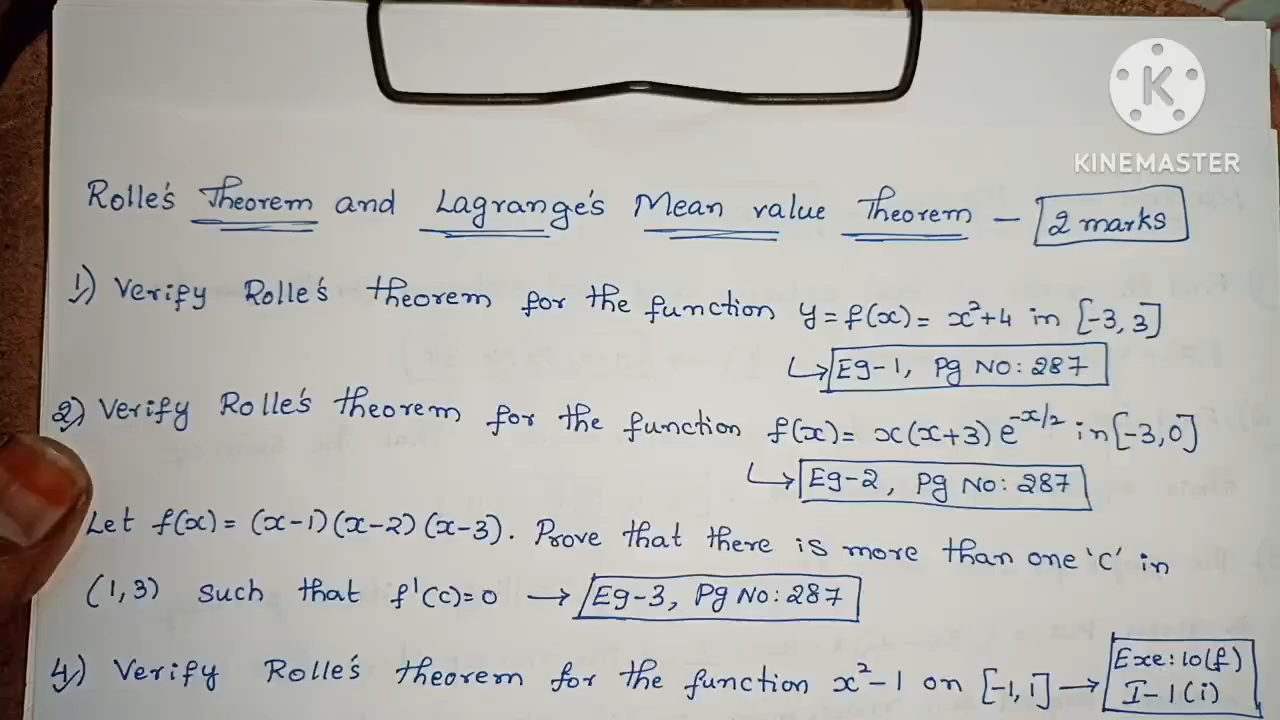 KINEMASTER
Rolle's Theorem and Lagrange's Mean value Theorem – 2 marks
1) Verify Rolle's theorem for the function y = f(x) = x²+4 in [-3, 3]
↳ Eg-1, Pg No: 287
2) Verify Rolle's theorem for the function f(x) = x(x+3) e^{-x/2} in [-3,0]
↳ Eg-2, Pg No: 287
Let f(x) = (x-1)(x-2)(x-3). Prove that there is more than one 'c' in
(1,3) such that f'(c)=0 → Eg-3, Pg No: 287
4) Verify Rolle's theorem for the function x²-1 on [-1,1] → Exe: 10(f)
I-1(i)